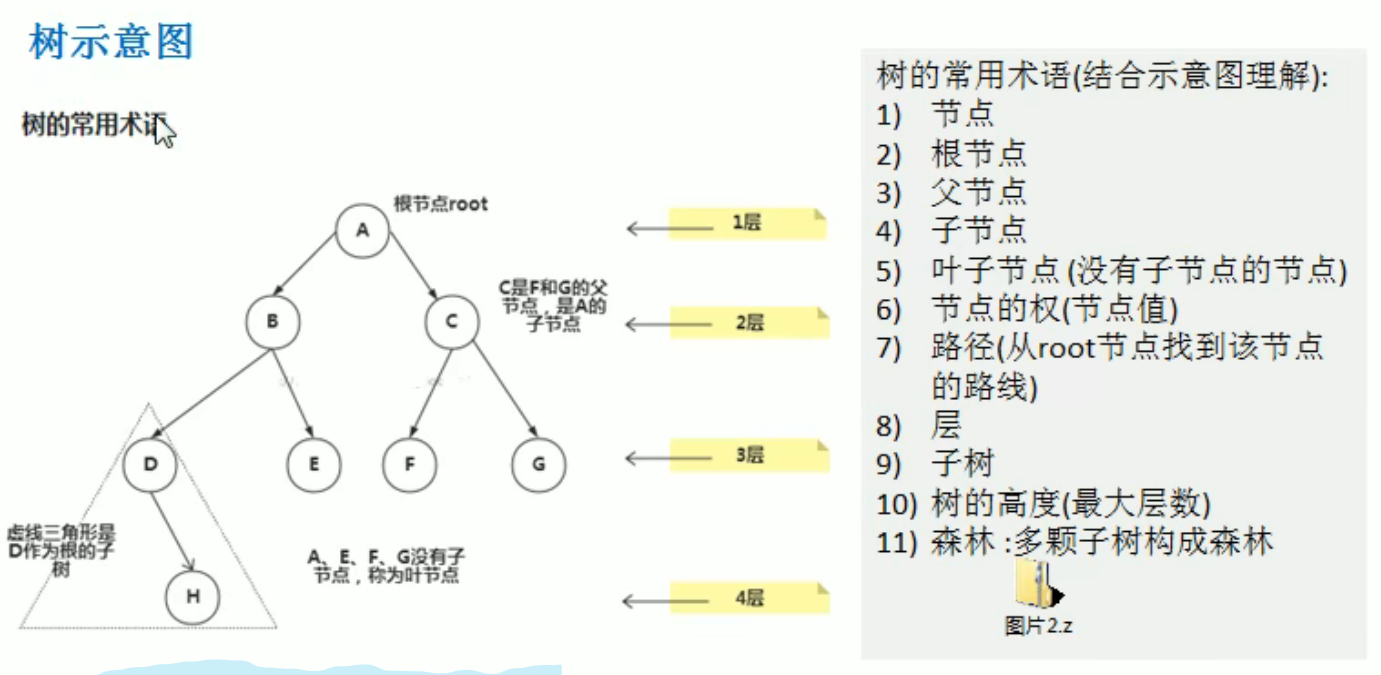 树示意图
树的常用术语
根节点root
A
1层
C是F和G的父
节点，是A的
子节点
B
C
2层
D
E
F
G
3层
虚线三角形是
D作为根的子
树
A、E、F、G没有子
节点，称为叶节点
H
4层
树的常用术语(结合示意图理解):
1) 节点
2) 根节点
3) 父节点
4) 子节点
5) 叶子节点 (没有子节点的节点)
6) 节点的权(节点值)
7) 路径(从root节点找到该节点
的路线)
8) 层
9) 子树
10) 树的高度(最大层数)
11) 森林 :多颗子树构成森林
图片2.z